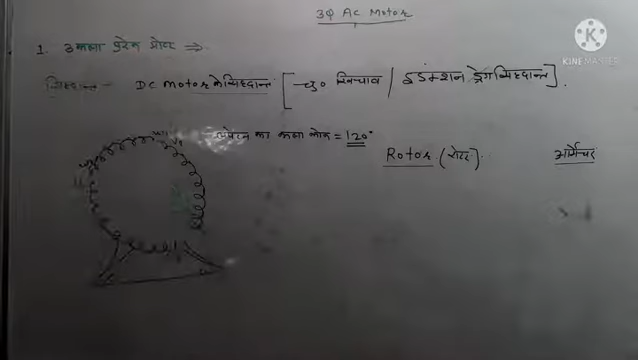 3Φ AC Motor
KINEMASTER
1. 3 कला प्रेरण मोटर ⇒
सिद्धान्त - DC Motor के सिद्धान्त [ चु० खिचाव / इंडक्शन ड्रेग सिद्धान्त ].
का कला कोण = 120°
Rotor (रोटर).
आर्मेचर